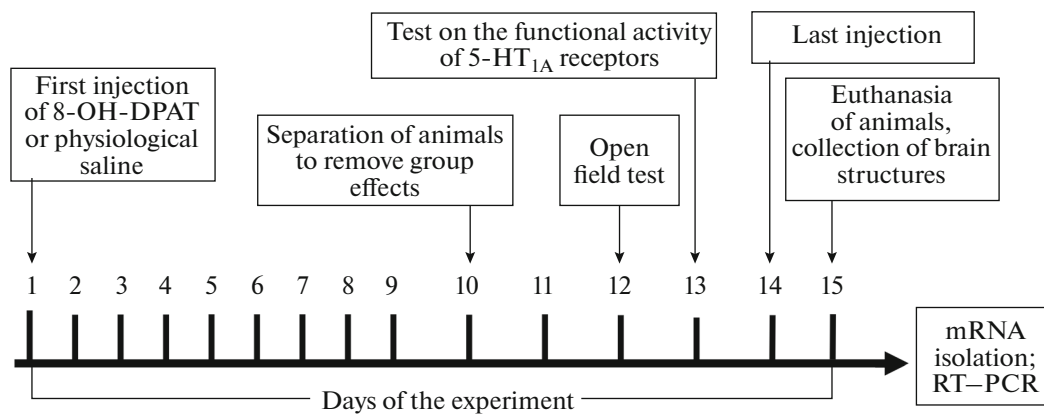 Test on the functional activity
of 5-HT1A receptors
Last injection
First injection
of 8-OH-DPAT
or physiological
saline
Separation of animals
to remove group
effects
Open
field test
Euthanasia
of animals,
collection of brain
structures
1 2 3 4 5 6 7 8 9 10 11 12 13 14 15
mRNA
isolation;
RT–PCR
Days of the experiment